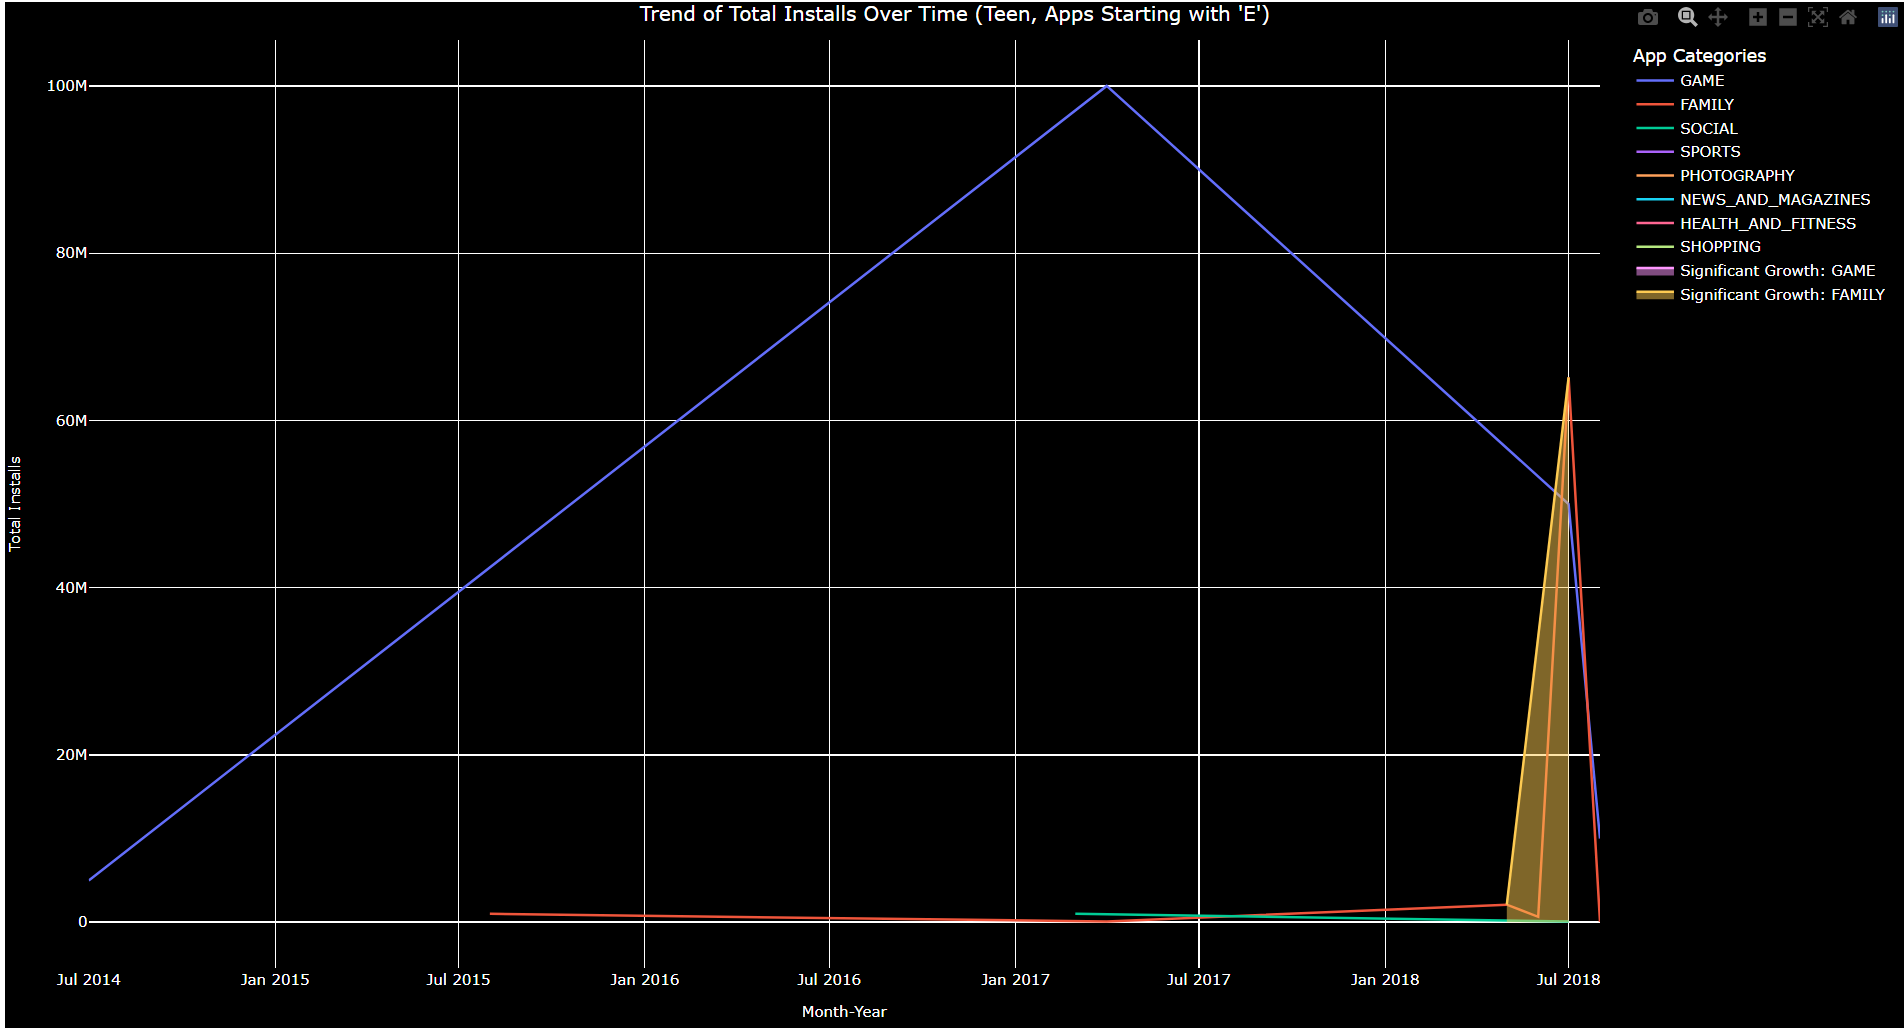 Trend of Total Installs Over Time (Teen, Apps Starting with 'E')
App Categories
GAME
FAMILY
SOCIAL
SPORTS
PHOTOGRAPHY
NEWS_AND_MAGAZINES
HEALTH_AND_FITNESS
SHOPPING
Significant Growth: GAME
Significant Growth: FAMILY
Total Installs
100M
80M
60M
40M
20M
0
Jul 2014
Jan 2015
Jul 2015
Jan 2016
Jul 2016
Jan 2017
Jul 2017
Jan 2018
Jul 2018
Month-Year